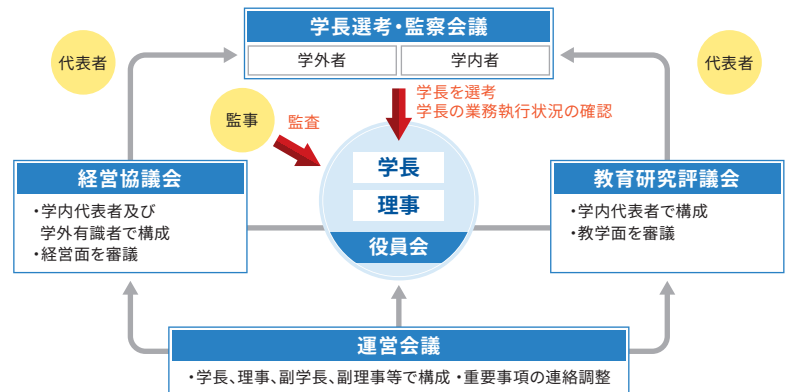 学長選考・監察会議
学外者
学内者
代表者
代表者
学長を選考
学長の業務執行状況の確認
監事
監査
学長
理事
役員会
経営協議会
・学内代表者及び
学外有識者で構成
・経営面を審議
教育研究評議会
・学内代表者で構成
・教学面を審議
運営会議
・学長、理事、副学長、副理事等で構成 ・重要事項の連絡調整